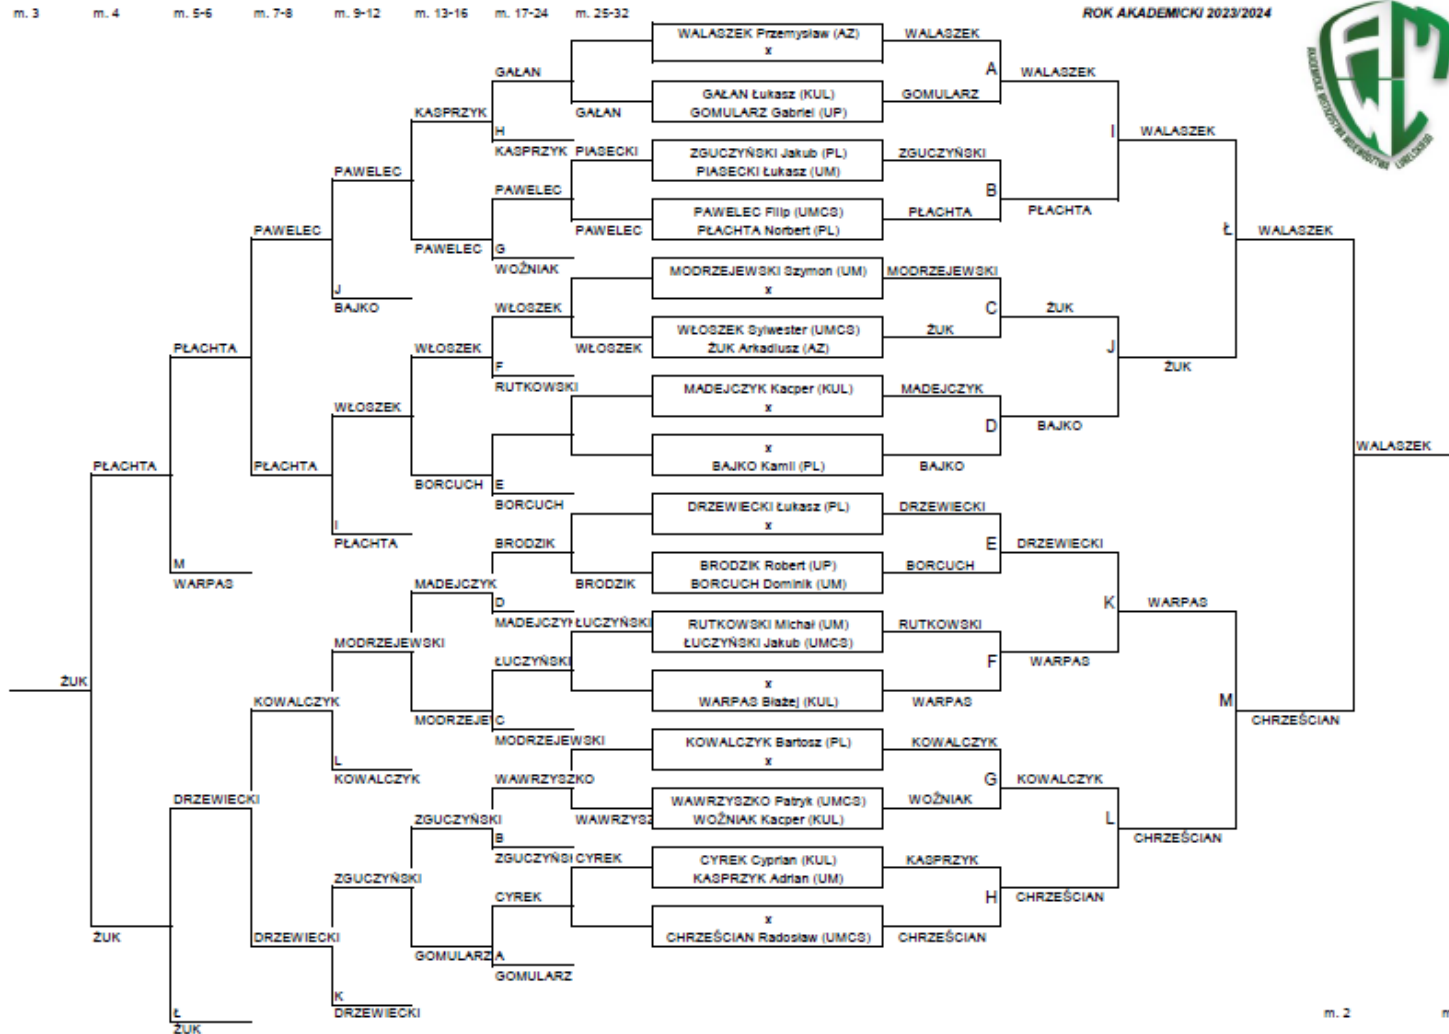 m. 3 m. 4 m. 5-6 m. 7-8 m. 9-12 m. 13-16 m. 17-24 m. 25-32 ROK AKADEMICKI 2023/2024
WALASZEK Przemysław (AZ) WALASZEK
x
GAŁAN A WALASZEK
GAŁAN Łukasz (KUL) GOMULARZ
KASPRZYK GAŁAN GOMULARZ Gabriel (UP)
H I WALASZEK
KASPRZYK PIASECKI ZGUCZYŃSKI Jakub (PL) ZGUCZYŃSKI
PAWELEC PIASECKI Łukasz (UM)
PAWELEC B
PAWELEC Filip (UMCS) PŁACHTA PŁACHTA
PAWELEC PAWELEC PŁACHTA Norbert (PL) Ł WALASZEK
PAWELEC G
WOŹNIAK MODRZEJEWSKI Szymon (UM) MODRZEJEWSKI
J x
BAJKO WŁOSZEK C ŻUK
WŁOSZEK Sylwester (UMCS) ŻUK
PŁACHTA WŁOSZEK WŁOSZEK ŻUK Arkadiusz (AZ) J
F ŻUK
RUTKOWSKI MADEJCZYK Kacper (KUL) MADEJCZYK
x
WŁOSZEK D BAJKO
x
PŁACHTA PŁACHTA BAJKO Kamil (PL) BAJKO WALASZEK
BORCUCH E
BORCUCH DRZEWIECKI Łukasz (PL) DRZEWIECKI
I x
PŁACHTA BRODZIK E DRZEWIECKI
M BRODZIK Robert (UP) BORCUCH
WARPAS MADEJCZYK BRODZIK BORCUCH Dominik (UM)
D K WARPAS
MADEJCZYK ŁUCZYŃSKI RUTKOWSKI Michał (UM) RUTKOWSKI
MODRZEJEWSKI ŁUCZYŃSKI Jakub (UMCS)
ŁUCZYŃSKI F WARPAS
ŻUK x
KOWALCZYK WARPAS Błażej (KUL) WARPAS M
MODRZEJEW C CHRZEŚCIAN
MODRZEJEWSKI KOWALCZYK Bartosz (PL) KOWALCZYK
L x
KOWALCZYK WAWRZYSZKO G KOWALCZYK
DRZEWIECKI WAWRZYSZKO Patryk (UMCS) WOŹNIAK
ZGUCZYŃSKI WAWRZYSZ WOŹNIAK Kacper (KUL) L
B CHRZEŚCIAN
ZGUCZYŃSKI CYREK CYREK Cyprian (KUL) KASPRZYK
ZGUCZYŃSKI KASPRZYK Adrian (UM)
CYREK H CHRZEŚCIAN
x
ŻUK DRZEWIECKI CHRZEŚCIAN Radosław (UMCS) CHRZEŚCIAN
GOMULARZ A
GOMULARZ
K
DRZEWIECKI
Ł m. 2
ŻUK